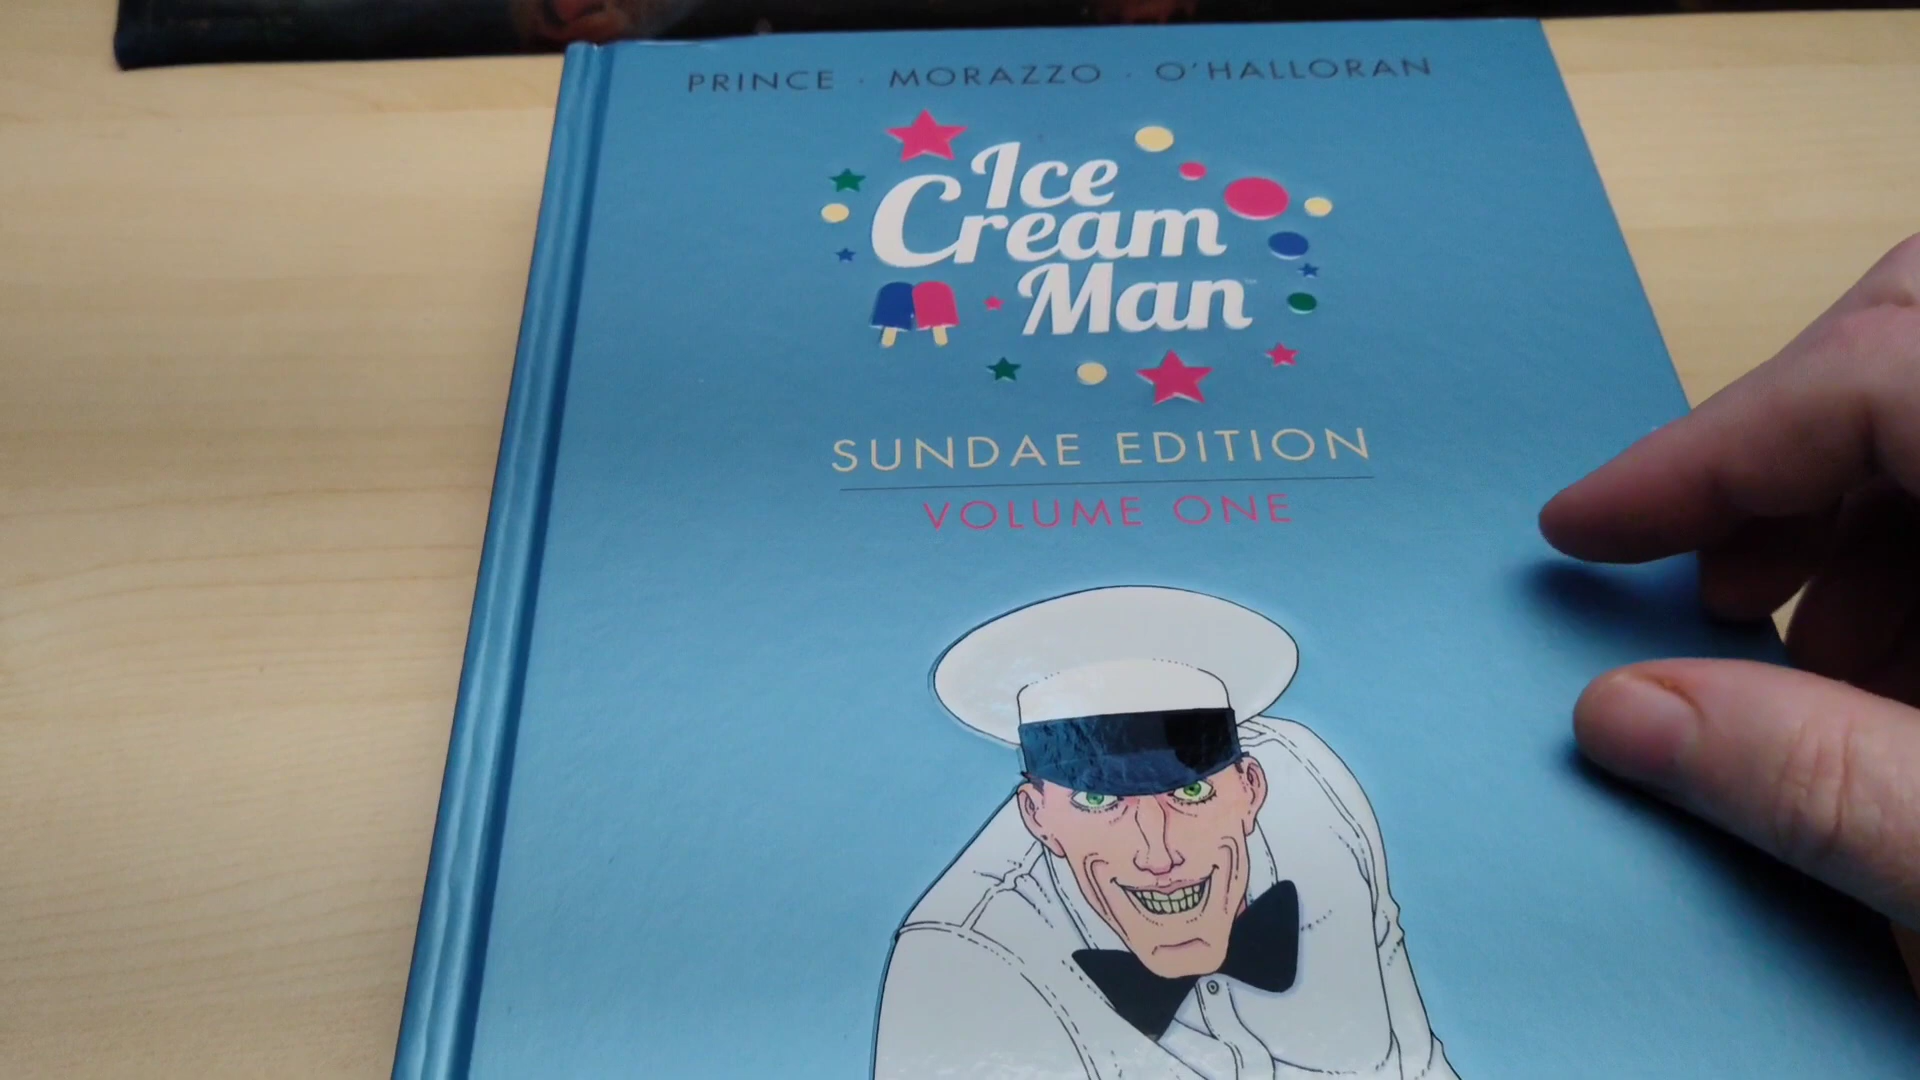 PRINCE · MORAZZO · O'HALLORAN
Ice
Cream
Man
SUNDAE EDITION
VOLUME ONE